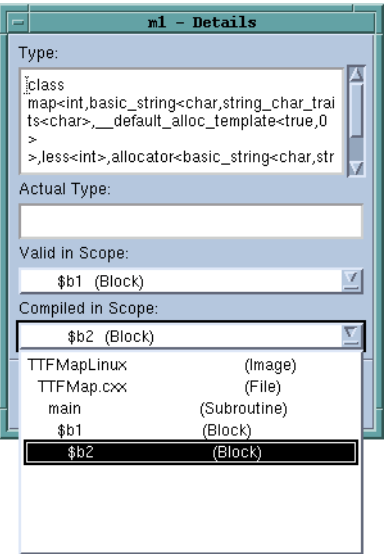 m1 - Details
Type:
class
map<int,basic_string<char,string_char_trai
ts<char>,__default_alloc_template<true,0
>
>,less<int>,allocator<basic_string<char,str
Actual Type:
Valid in Scope:
$b1 (Block)
Compiled in Scope:
$b2 (Block)
TTFMapLinux (Image)
TTFMap.cxx (File)
main (Subroutine)
$b1 (Block)
$b2 (Block)